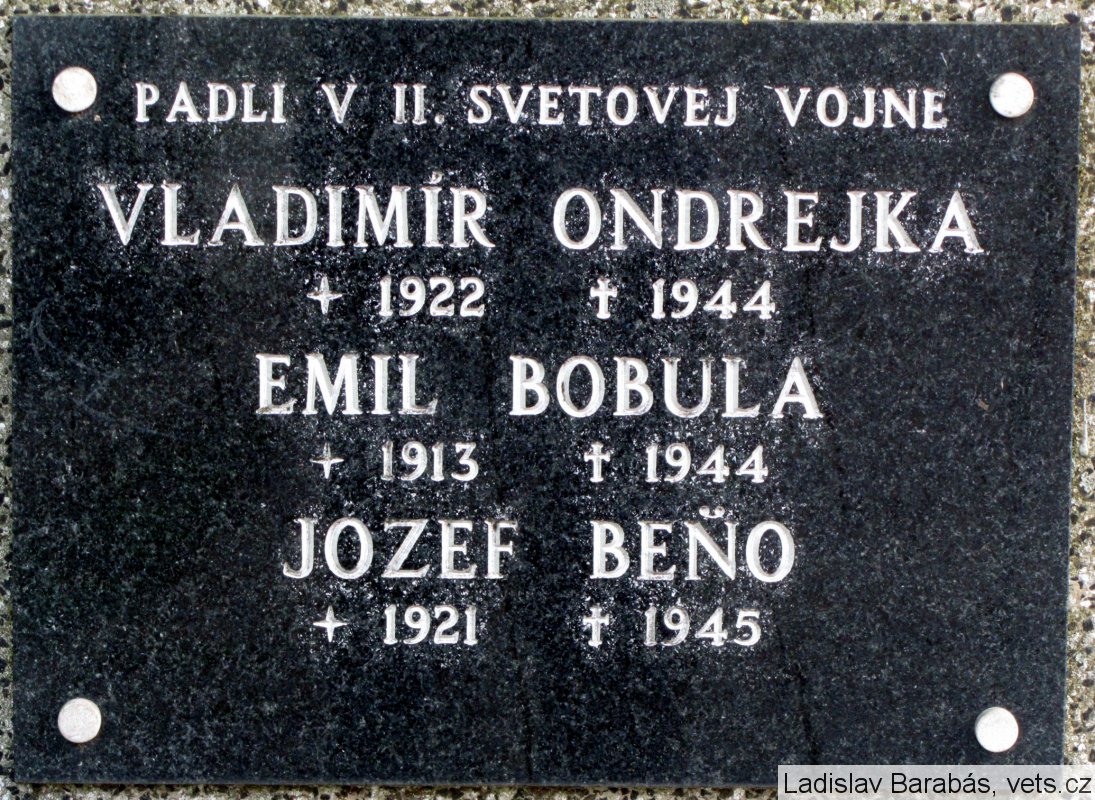 PADLI V II. SVETOVEJ VOJNE
VLADIMÍR ONDREJKA
✦ 1922 ✝ 1944
EMIL BOBULA
✦ 1913 ✝ 1944
JOZEF BEŇO
✦ 1921 ✝ 1945
Ladislav Barabás, vets.cz